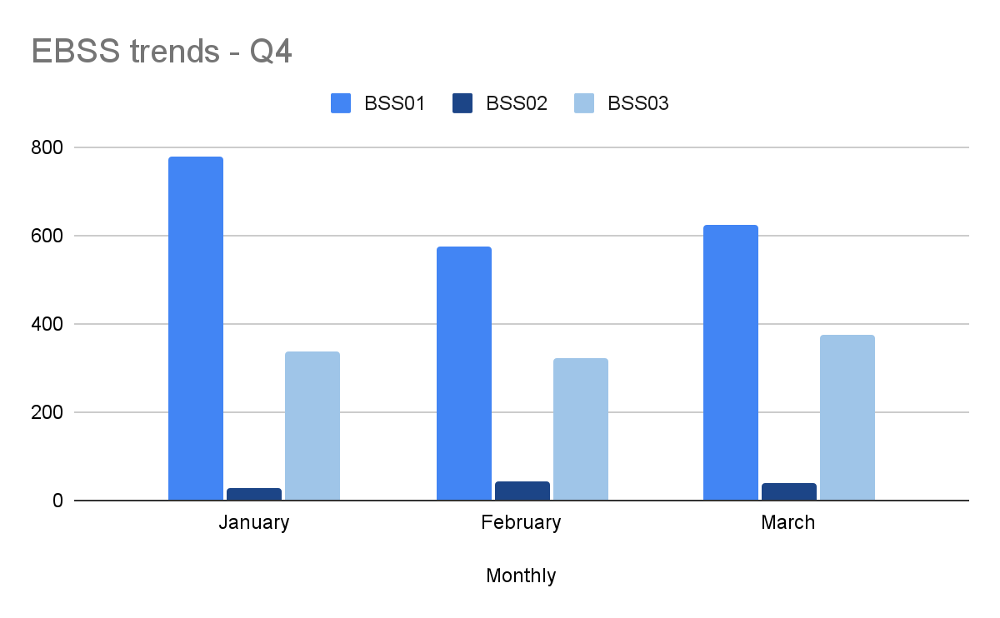 EBSS trends - Q4
BSS01 BSS02 BSS03
800
600
400
200
0
January February March
Monthly